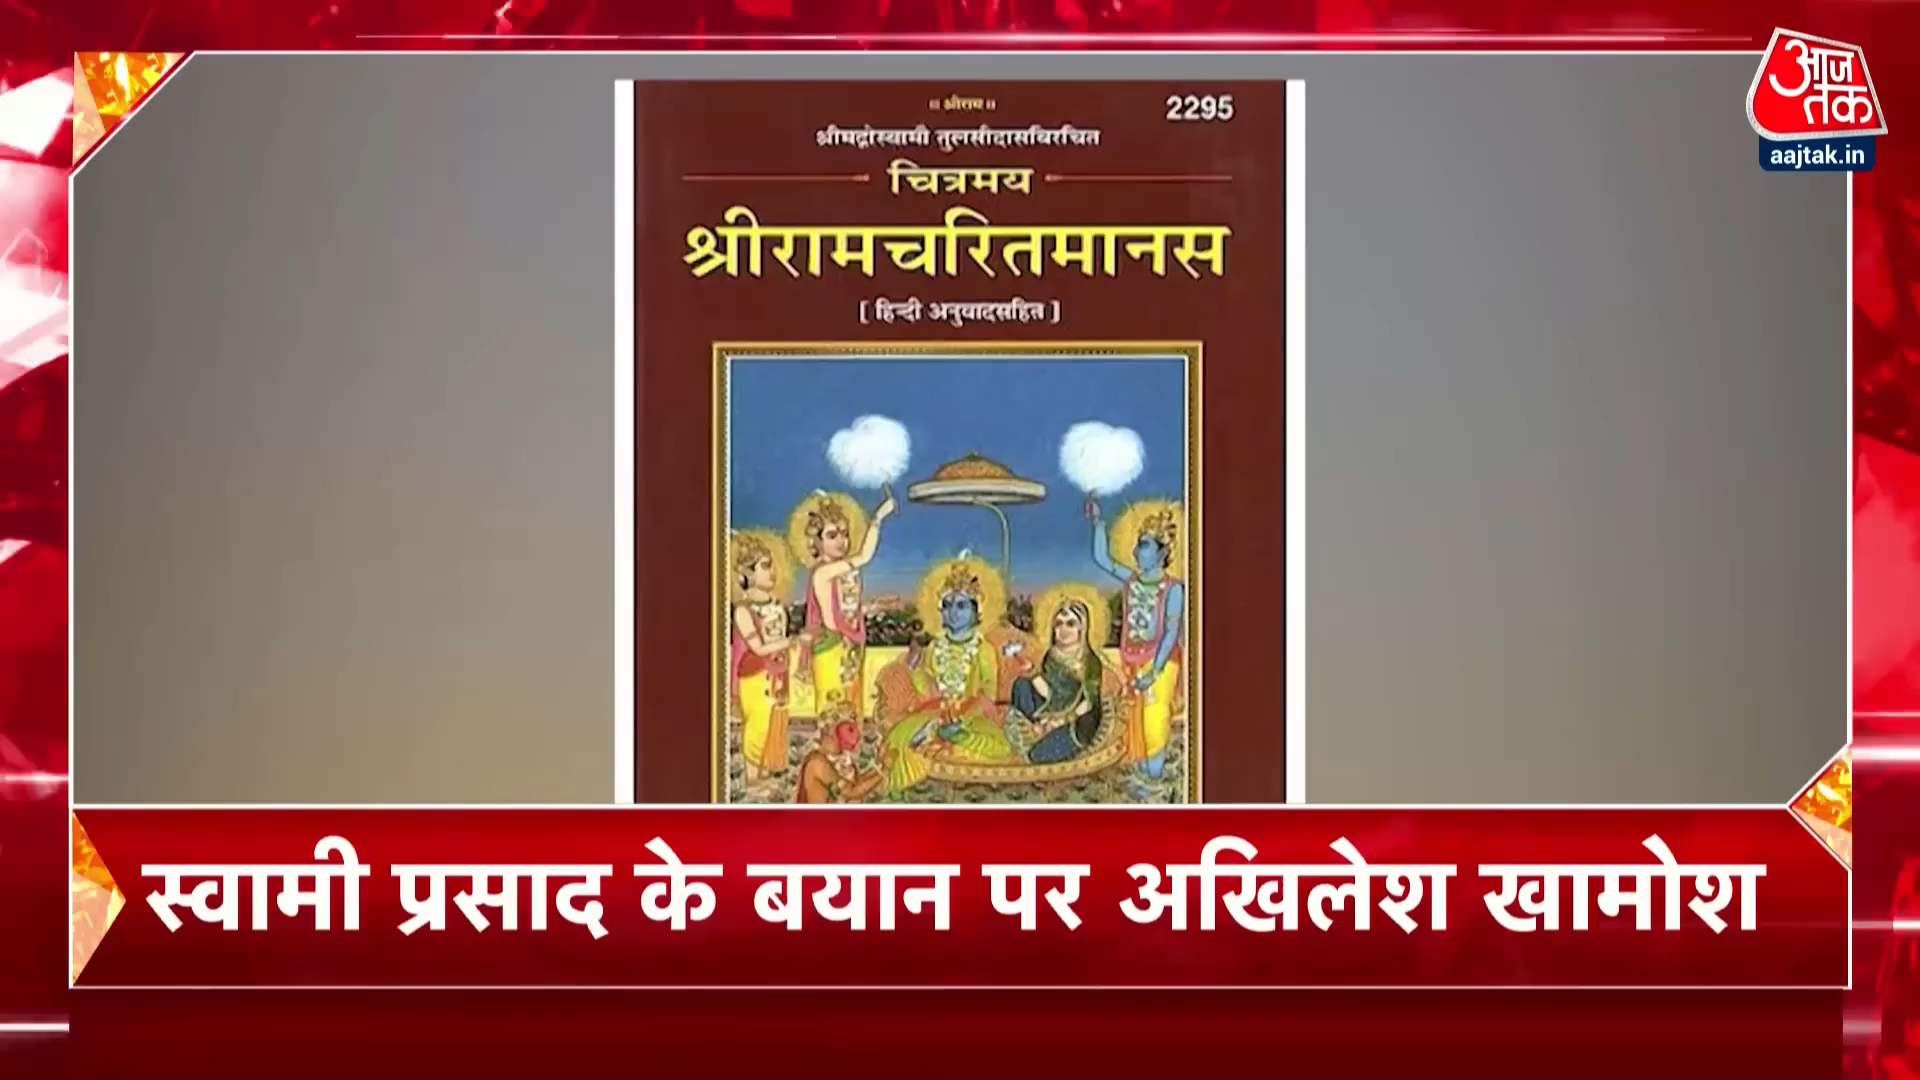 ॥ श्रीराम ॥
2295
श्रीमद्गोस्वामी तुलसीदासविरचित
चित्रमय
श्रीरामचरितमानस
[ हिन्दी अनुवादसहित ]
आज
तक
aajtak.in
स्वामी प्रसाद के बयान पर अखिलेश खामोश